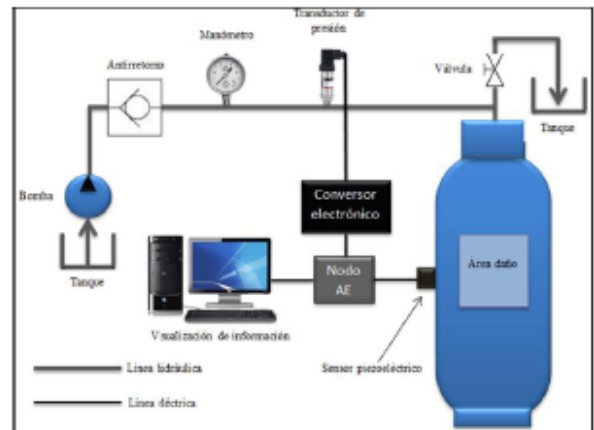 Transductor de
presión
Manómetro
Antirretorno
Válvula
Tanque
Bomba
Conversor
electrónico
Tanque
Nodo
AE
Área daño
Visualización de información
Sensor piezoeléctrico
Línea hidráulica
Línea eléctrica